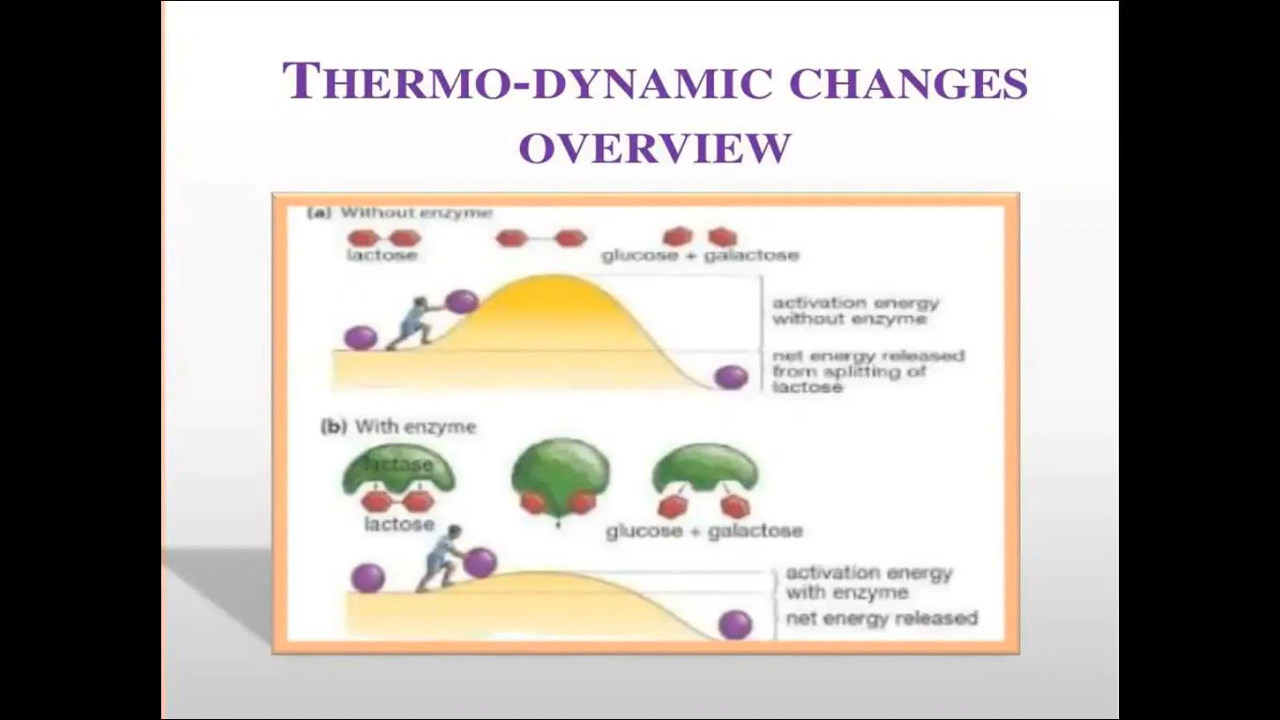 THERMO-DYNAMIC CHANGES
OVERVIEW
(a) Without enzyme
lactose
glucose + galactose
activation energy
without enzyme
net energy released
from splitting of
lactose
(b) With enzyme
lactase
lactose
glucose + galactose
activation energy
with enzyme
net energy released